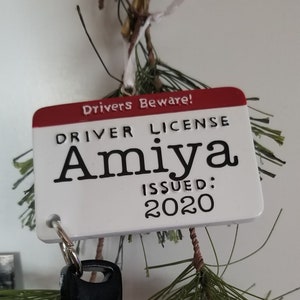 Drivers Beware!
DRIVER LICENSE
Amiya
ISSUED:
2020